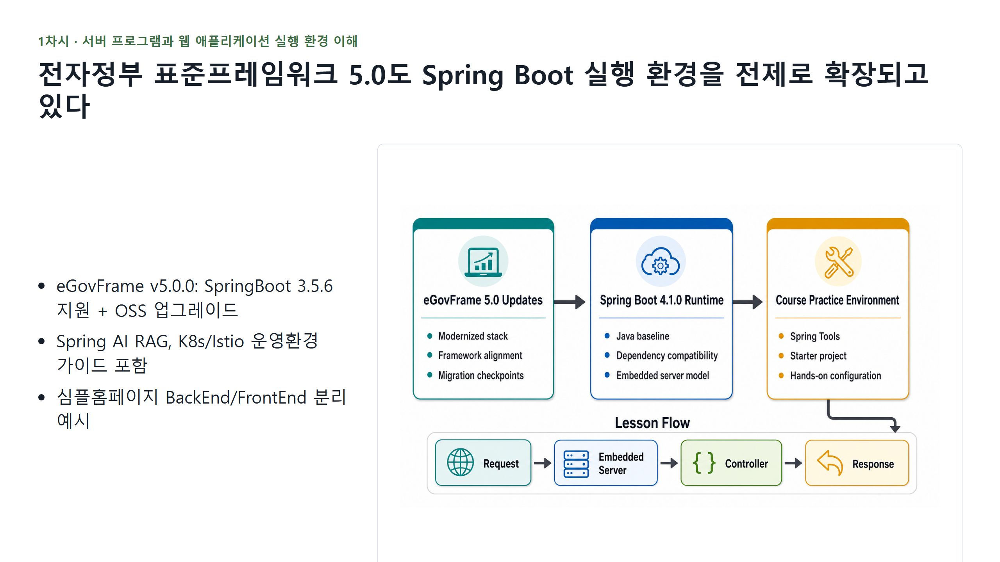 1차시 · 서버 프로그램과 웹 애플리케이션 실행 환경 이해
전자정부 표준프레임워크 5.0도 Spring Boot 실행 환경을 전제로 확장되고
있다
• eGovFrame v5.0.0: SpringBoot 3.5.6
지원 + OSS 업그레이드
• Spring AI RAG, K8s/Istio 운영환경
가이드 포함
• 심플홈페이지 BackEnd/FrontEnd 분리
예시
eGovFrame 5.0 Updates
• Modernized stack
• Framework alignment
• Migration checkpoints
Spring Boot 4.1.0 Runtime
• Java baseline
• Dependency compatibility
• Embedded server model
Course Practice Environment
• Spring Tools
• Starter project
• Hands-on configuration
Lesson Flow
Request
Embedded
Server
{ } Controller
Response